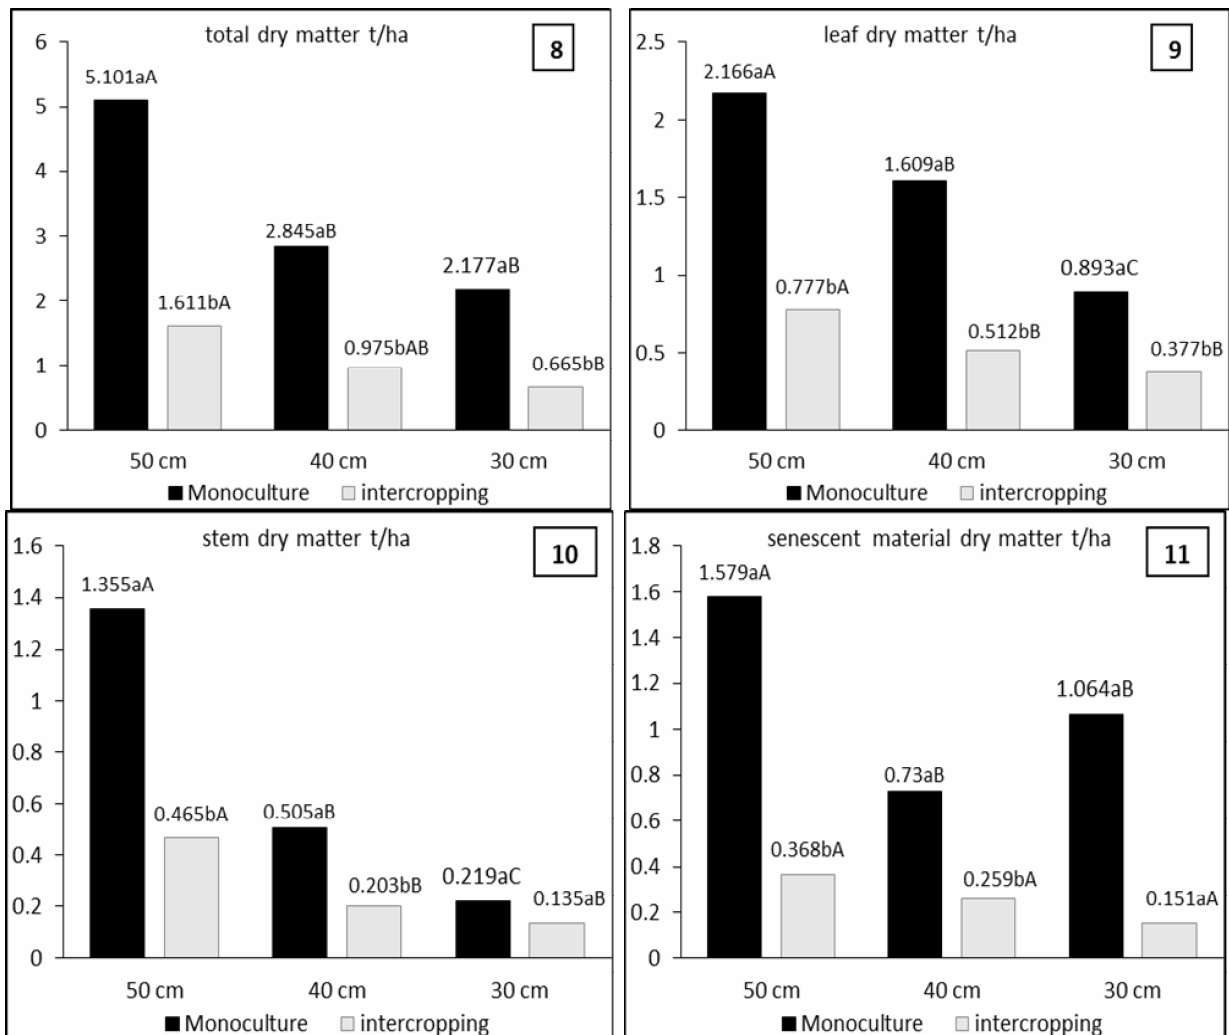 total dry matter t/ha
8
6
5
4
3
2
1
0
5.101aA
1.611bA
2.845aB
0.975bAB
2.177aB
0.665bB
50 cm 40 cm 30 cm
Monoculture intercropping
leaf dry matter t/ha
9
2.5
2
1.5
1
0.5
0
2.166aA
0.777bA
1.609aB
0.512bB
0.893aC
0.377bB
50 cm 40 cm 30 cm
Monoculture intercropping
stem dry matter t/ha
10
1.6
1.4
1.2
1
0.8
0.6
0.4
0.2
0
1.355aA
0.465bA
0.505aB
0.203bB
0.219aC
0.135aB
50 cm 40 cm 30 cm
Monoculture intercropping
senescent material dry matter t/ha
11
1.8
1.6
1.4
1.2
1
0.8
0.6
0.4
0.2
0
1.579aA
0.368bA
0.73aB
0.259bA
1.064aB
0.151aA
50 cm 40 cm 30 cm
Monoculture intercropping